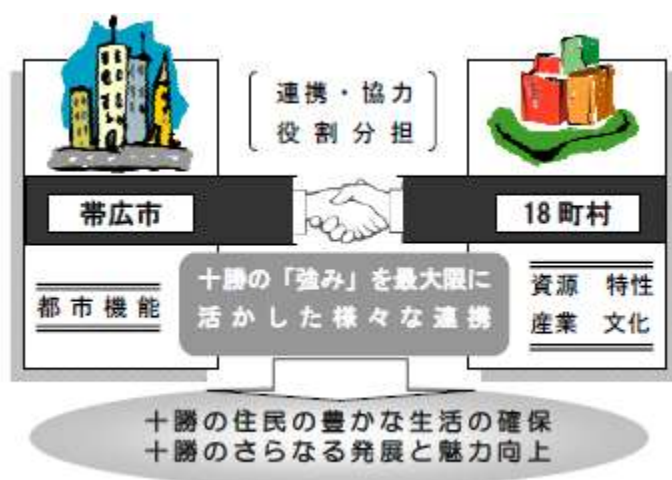 連携・協力
役割分担
帯広市
18町村
都市機能
十勝の「強み」を最大限に
活かした様々な連携
資源 特性
産業 文化
十勝の住民の豊かな生活の確保
十勝のさらなる発展と魅力向上